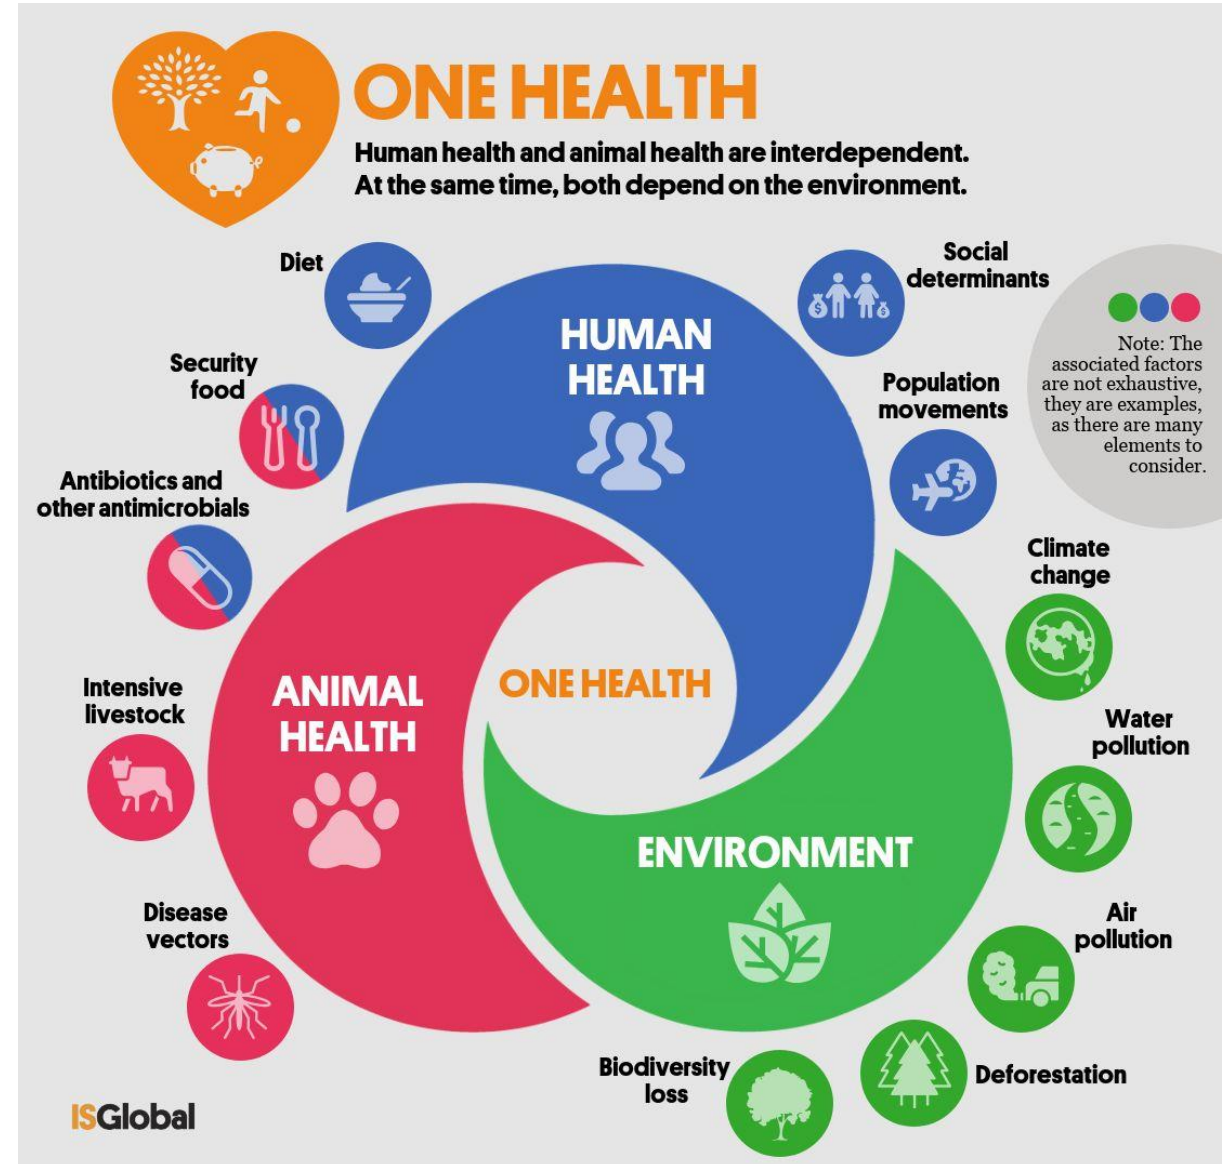 ONE HEALTH
Human health and animal health are interdependent.
At the same time, both depend on the environment.
Diet
Social
determinants
Security
food
Population
movements
Note: The
associated factors
are not exhaustive,
they are examples,
as there are many
elements to
consider.
HUMAN
HEALTH
Antibiotics and
other antimicrobials
Climate
change
Intensive
livestock
ANIMAL
HEALTH
ONE HEALTH
Water
pollution
ENVIRONMENT
Disease
vectors
Air
pollution
Biodiversity
loss
Deforestation
ISGlobal